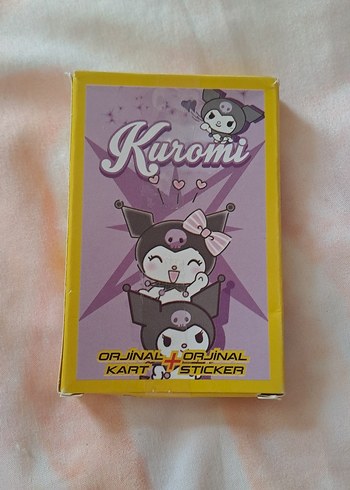 Kuromi
ORJİNAL + ORJİNAL
KART STICKER